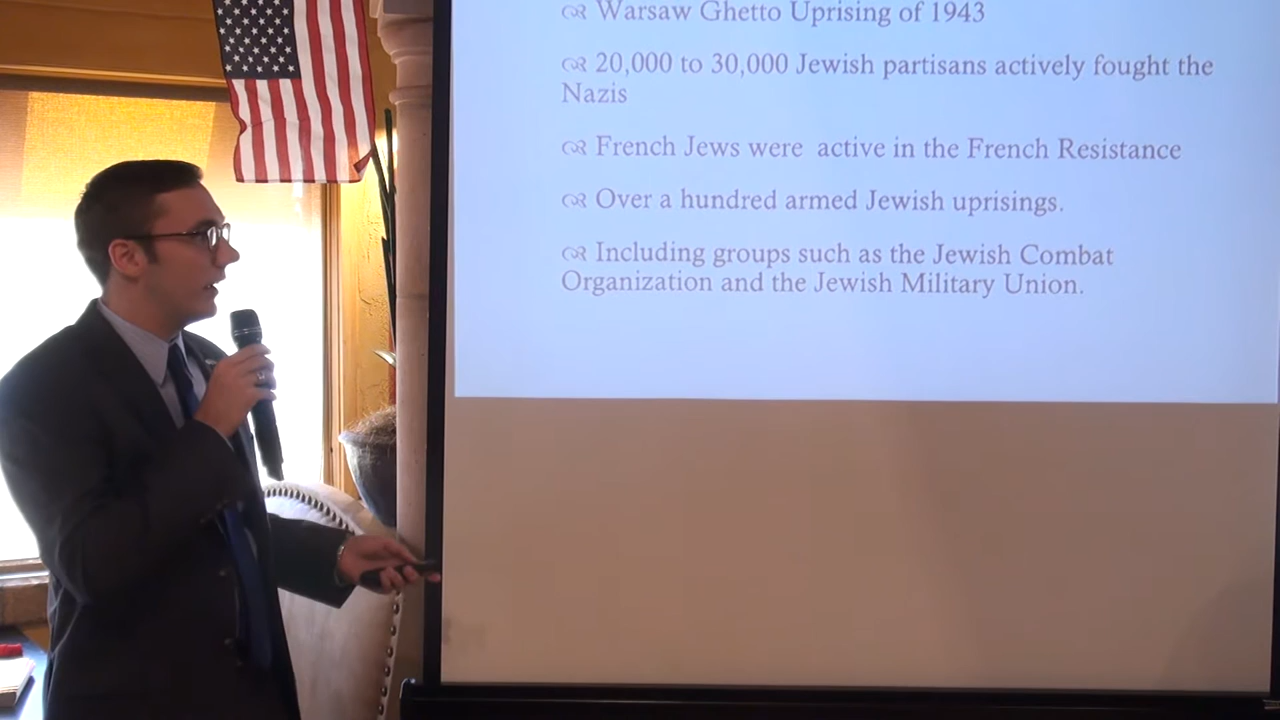 Warsaw Ghetto Uprising of 1943
20,000 to 30,000 Jewish partisans actively fought the
Nazis
French Jews were  active in the French Resistance
Over a hundred armed Jewish uprisings.
Including groups such as the Jewish Combat
Organization and the Jewish Military Union.